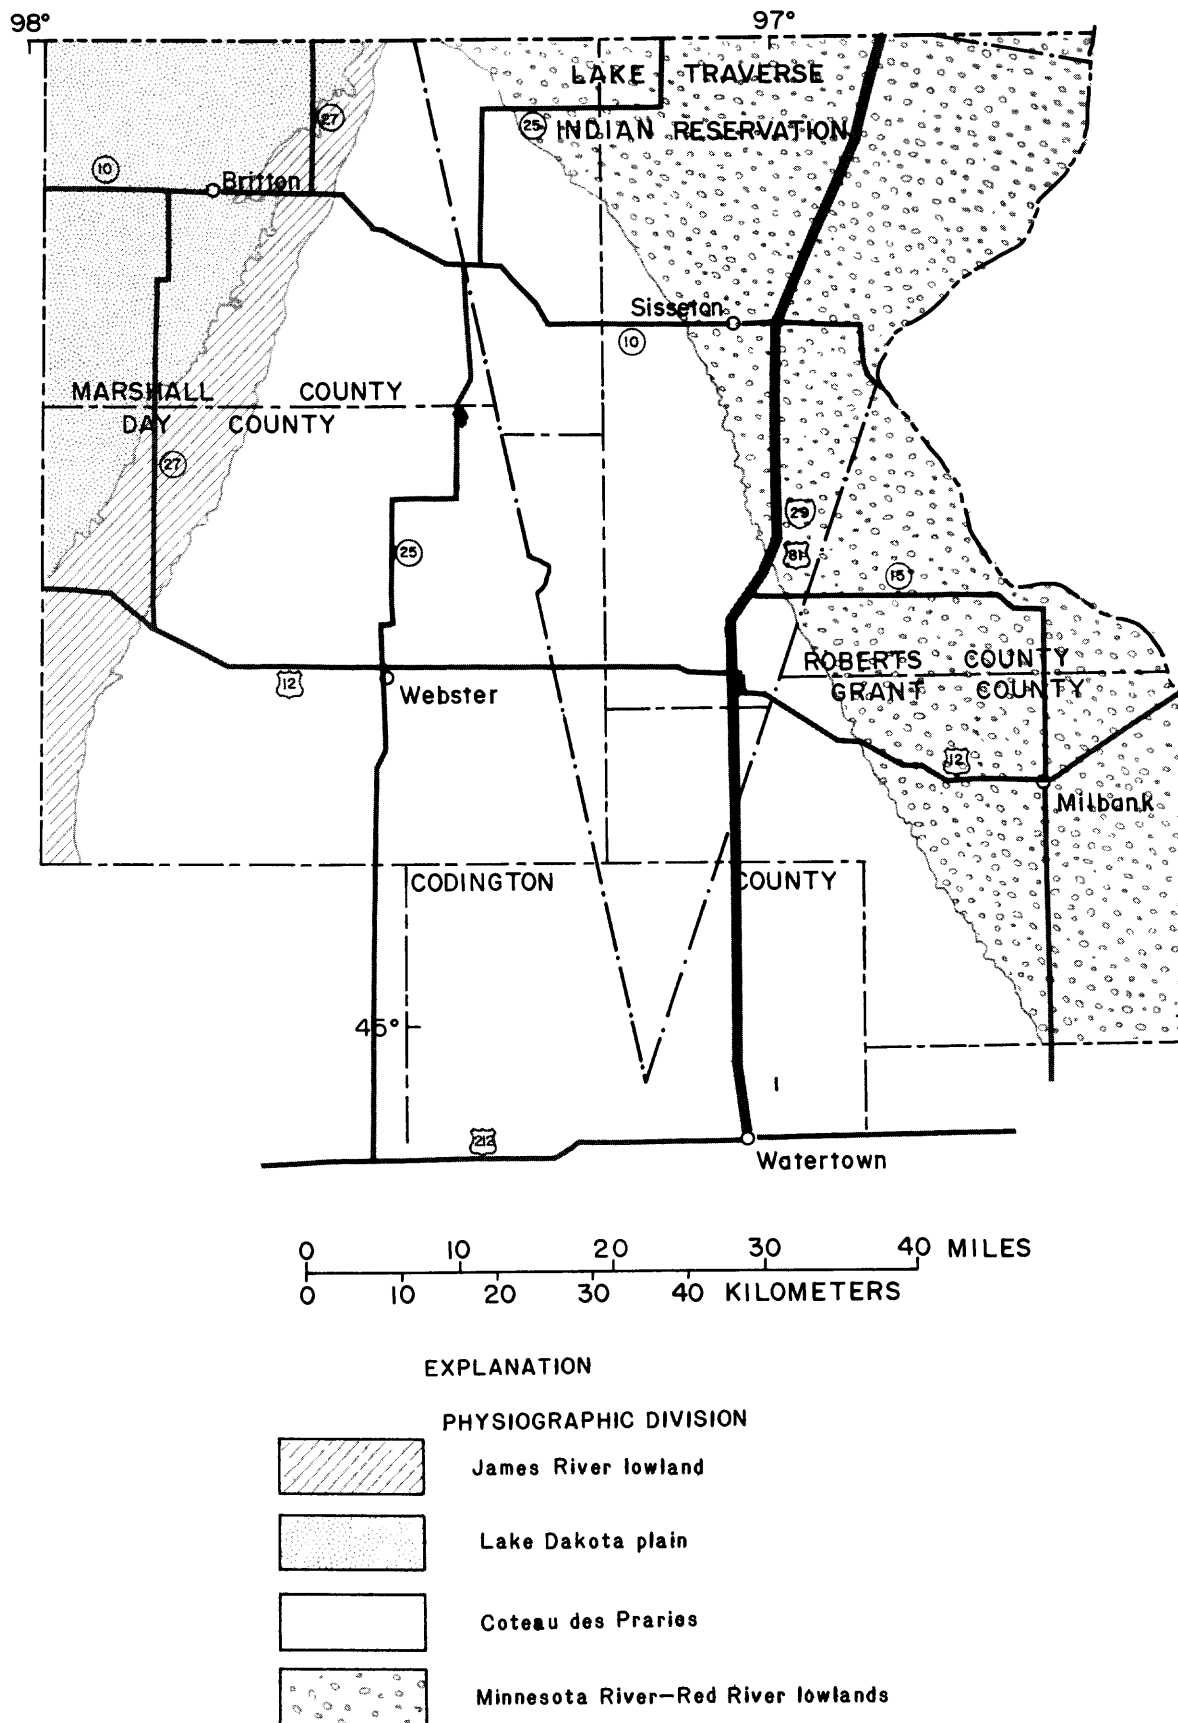 98° 97°
LAKE TRAVERSE
27 25 INDIAN RESERVATION
10 Britton
Sisseton
10
MARSHALL COUNTY
DAY COUNTY
27
29
25 81
15
ROBERTS COUNTY
12 GRANT COUNTY
Webster
12
Milbank
CODINGTON COUNTY
45°
212
Watertown
0 10 20 30 40 MILES
0 10 20 30 40 KILOMETERS
EXPLANATION
PHYSIOGRAPHIC DIVISION
James River lowland
Lake Dakota plain
Coteau des Praries
Minnesota River—Red River lowlands